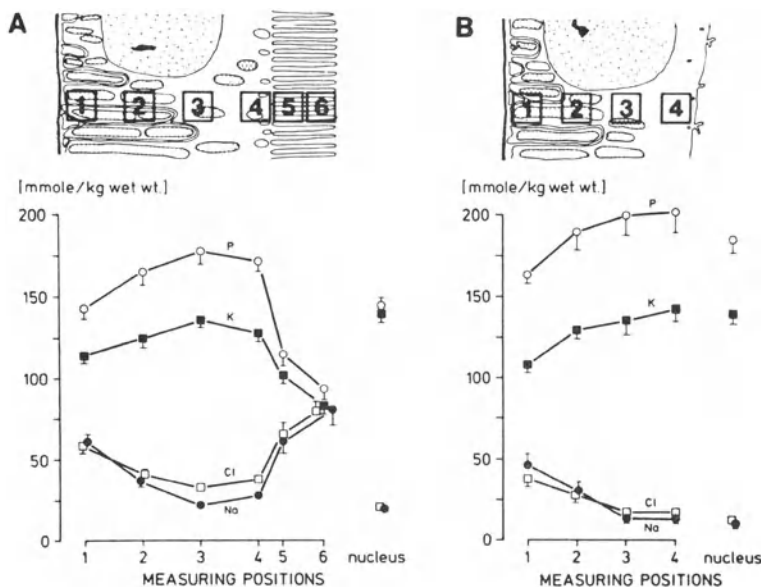 A
1 2 3 4 5 6
[mmole/kg wet wt.]
200
150
100
50
0
P
K
Cl
Na
1 2 3 4 5 6 nucleus
MEASURING POSITIONS
B
1 2 3 4
[mmole/kg wet wt.]
200
150
100
50
0
P
K
Cl
Na
1 2 3 4 nucleus
MEASURING POSITIONS